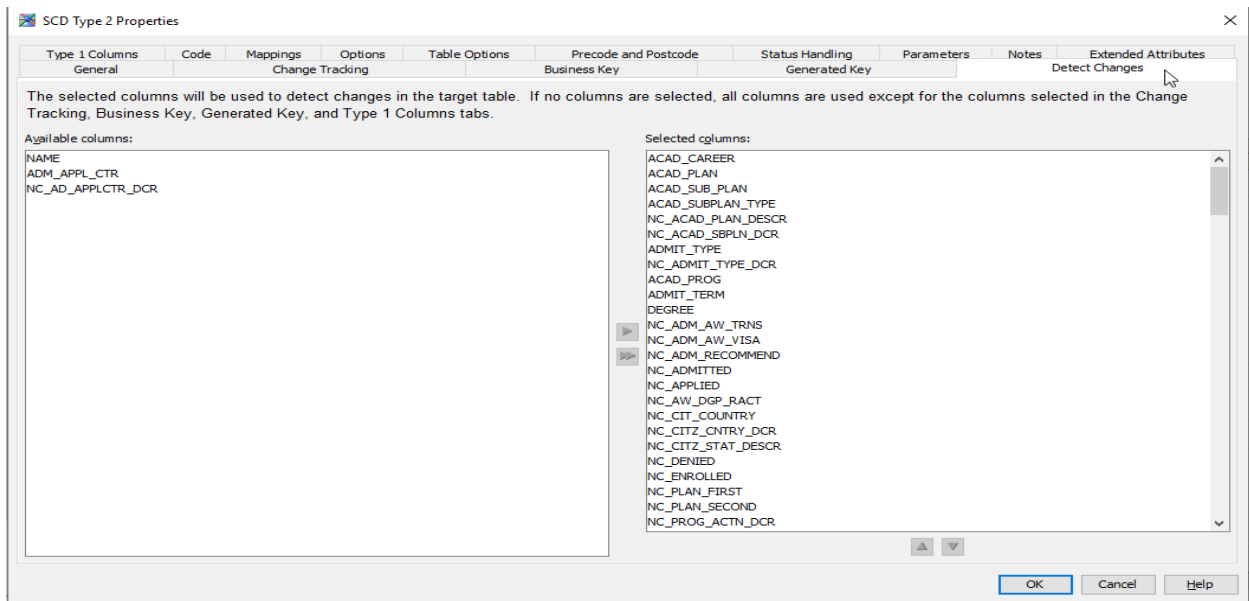 SCD Type 2 Properties
Type 1 Columns Code Mappings Options Table Options Precode and Postcode Status Handling Parameters Notes Extended Attributes
General Change Tracking Business Key Generated Key Detect Changes
The selected columns will be used to detect changes in the target table. If no columns are selected, all columns are used except for the columns selected in the Change
Tracking, Business Key, Generated Key, and Type 1 Columns tabs.
Available columns:
NAME
ADM_APPL_CTR
NC_AD_APPLCTR_DCR
Selected columns:
ACAD_CAREER
ACAD_PLAN
ACAD_SUB_PLAN
ACAD_SUBPLAN_TYPE
NC_ACAD_PLAN_DESCR
NC_ACAD_SBPLN_DCR
ADMIT_TYPE
NC_ADMIT_TYPE_DCR
ACAD_PROG
ADMIT_TERM
DEGREE
NC_ADM_AW_TRNS
NC_ADM_AW_VISA
NC_ADM_RECOMMEND
NC_ADMITTED
NC_APPLIED
NC_AW_DGP_RACT
NC_CIT_COUNTRY
NC_CITZ_CNTRY_DCR
NC_CITZ_STAT_DESCR
NC_DENIED
NC_ENROLLED
NC_PLAN_FIRST
NC_PLAN_SECOND
NC_PROG_ACTN_DCR
OK Cancel Help